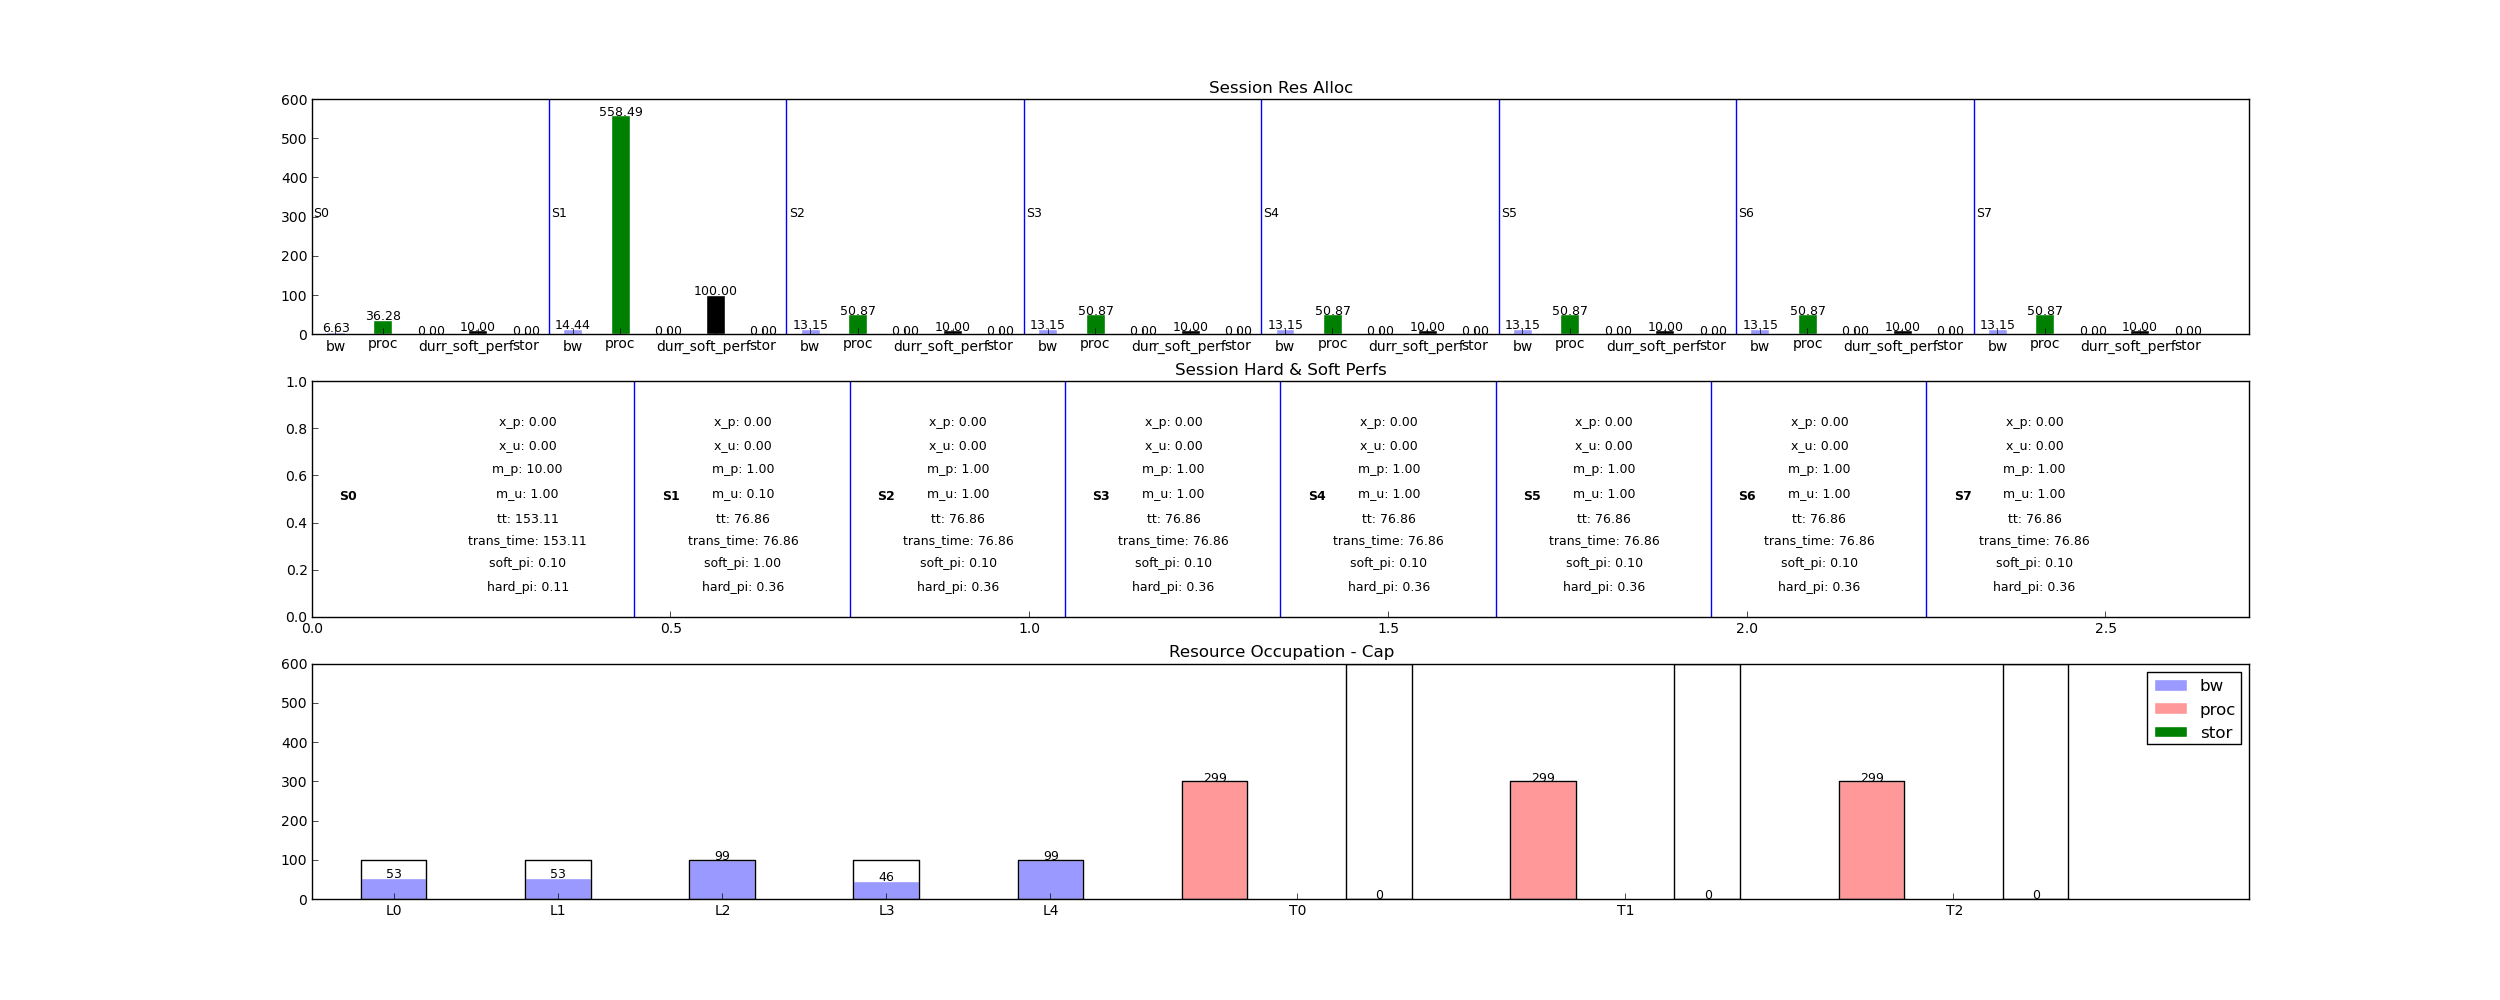 Session Res Alloc
600
500
400
300
200
100
0
S0
S1
S2
S3
S4
S5
S6
S7
6.63 36.28 0.00 10.00 0.00
14.44 558.49 0.00 100.00 0.00
13.15 50.87 0.00 10.00 0.00
13.15 50.87 0.00 10.00 0.00
13.15 50.87 0.00 10.00 0.00
13.15 50.87 0.00 10.00 0.00
13.15 50.87 0.00 10.00 0.00
13.15 50.87 0.00 10.00 0.00
bw proc durr_soft_perf stor
bw proc durr_soft_perf stor
bw proc durr_soft_perf stor
bw proc durr_soft_perf stor
bw proc durr_soft_perf stor
bw proc durr_soft_perf stor
bw proc durr_soft_perf stor
bw proc durr_soft_perf stor
Session Hard & Soft Perfs
1.0
0.8
0.6
0.4
0.2
0.0
S0
x_p: 0.00
x_u: 0.00
m_p: 10.00
m_u: 1.00
tt: 153.11
trans_time: 153.11
soft_pi: 0.10
hard_pi: 0.11
S1
x_p: 0.00
x_u: 0.00
m_p: 1.00
m_u: 0.10
tt: 76.86
trans_time: 76.86
soft_pi: 1.00
hard_pi: 0.36
S2
x_p: 0.00
x_u: 0.00
m_p: 1.00
m_u: 1.00
tt: 76.86
trans_time: 76.86
soft_pi: 0.10
hard_pi: 0.36
S3
x_p: 0.00
x_u: 0.00
m_p: 1.00
m_u: 1.00
tt: 76.86
trans_time: 76.86
soft_pi: 0.10
hard_pi: 0.36
S4
x_p: 0.00
x_u: 0.00
m_p: 1.00
m_u: 1.00
tt: 76.86
trans_time: 76.86
soft_pi: 0.10
hard_pi: 0.36
S5
x_p: 0.00
x_u: 0.00
m_p: 1.00
m_u: 1.00
tt: 76.86
trans_time: 76.86
soft_pi: 0.10
hard_pi: 0.36
S6
x_p: 0.00
x_u: 0.00
m_p: 1.00
m_u: 1.00
tt: 76.86
trans_time: 76.86
soft_pi: 0.10
hard_pi: 0.36
S7
x_p: 0.00
x_u: 0.00
m_p: 1.00
m_u: 1.00
tt: 76.86
trans_time: 76.86
soft_pi: 0.10
hard_pi: 0.36
0.0 0.5 1.0 1.5 2.0 2.5
Resource Occupation - Cap
600
500
400
300
200
100
0
bw
proc
stor
53 53 99 46 99 299 0 299 0 299 0
L0 L1 L2 L3 L4 T0 T1 T2